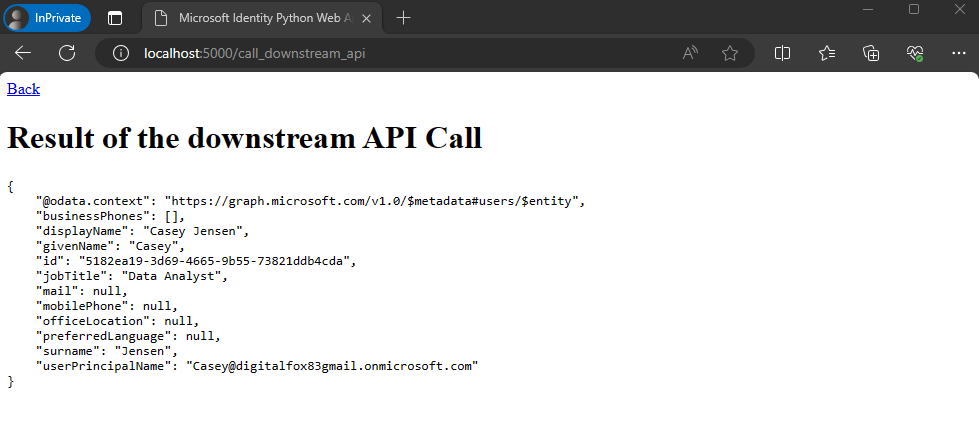 InPrivate
Microsoft Identity Python Web A
localhost:5000/call_downstream_api
Back
Result of the downstream API Call
{
    "@odata.context": "https://graph.microsoft.com/v1.0/$metadata#users/$entity",
    "businessPhones": [],
    "displayName": "Casey Jensen",
    "givenName": "Casey",
    "id": "5182ea19-3d69-4665-9b55-73821ddb4cda",
    "jobTitle": "Data Analyst",
    "mail": null,
    "mobilePhone": null,
    "officeLocation": null,
    "preferredLanguage": null,
    "surname": "Jensen",
    "userPrincipalName": "Casey@digitalfox83gmail.onmicrosoft.com"
}